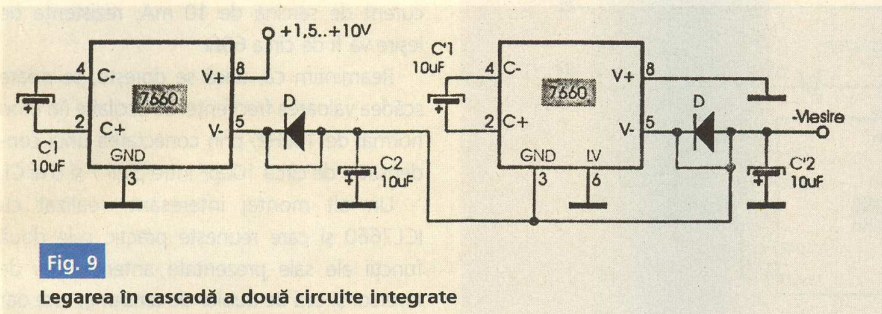 +1,5..+10V
C'1
10uF
4 C-
V+ 8
7660
2 C+
V- 5
GND
3
C1
10uF
D
C2
10uF
4 C-
V+ 8
7660
2 C+
V- 5
GND
LV
3
6
D
-Viesire
C'2
10uF
Fig. 9
Legarea în cascadă a două circuite integrate